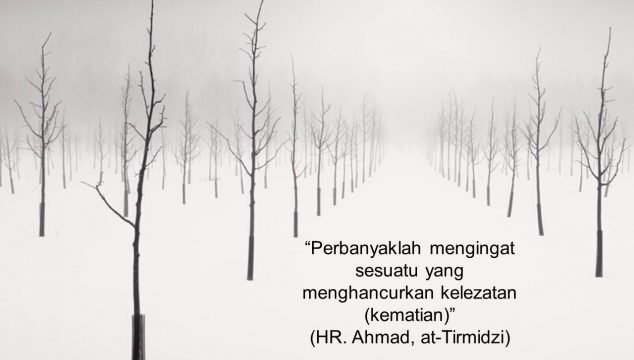 “Perbanyaklah mengingat
sesuatu yang
menghancurkan kelezatan
(kematian)”
(HR. Ahmad, at-Tirmidzi)